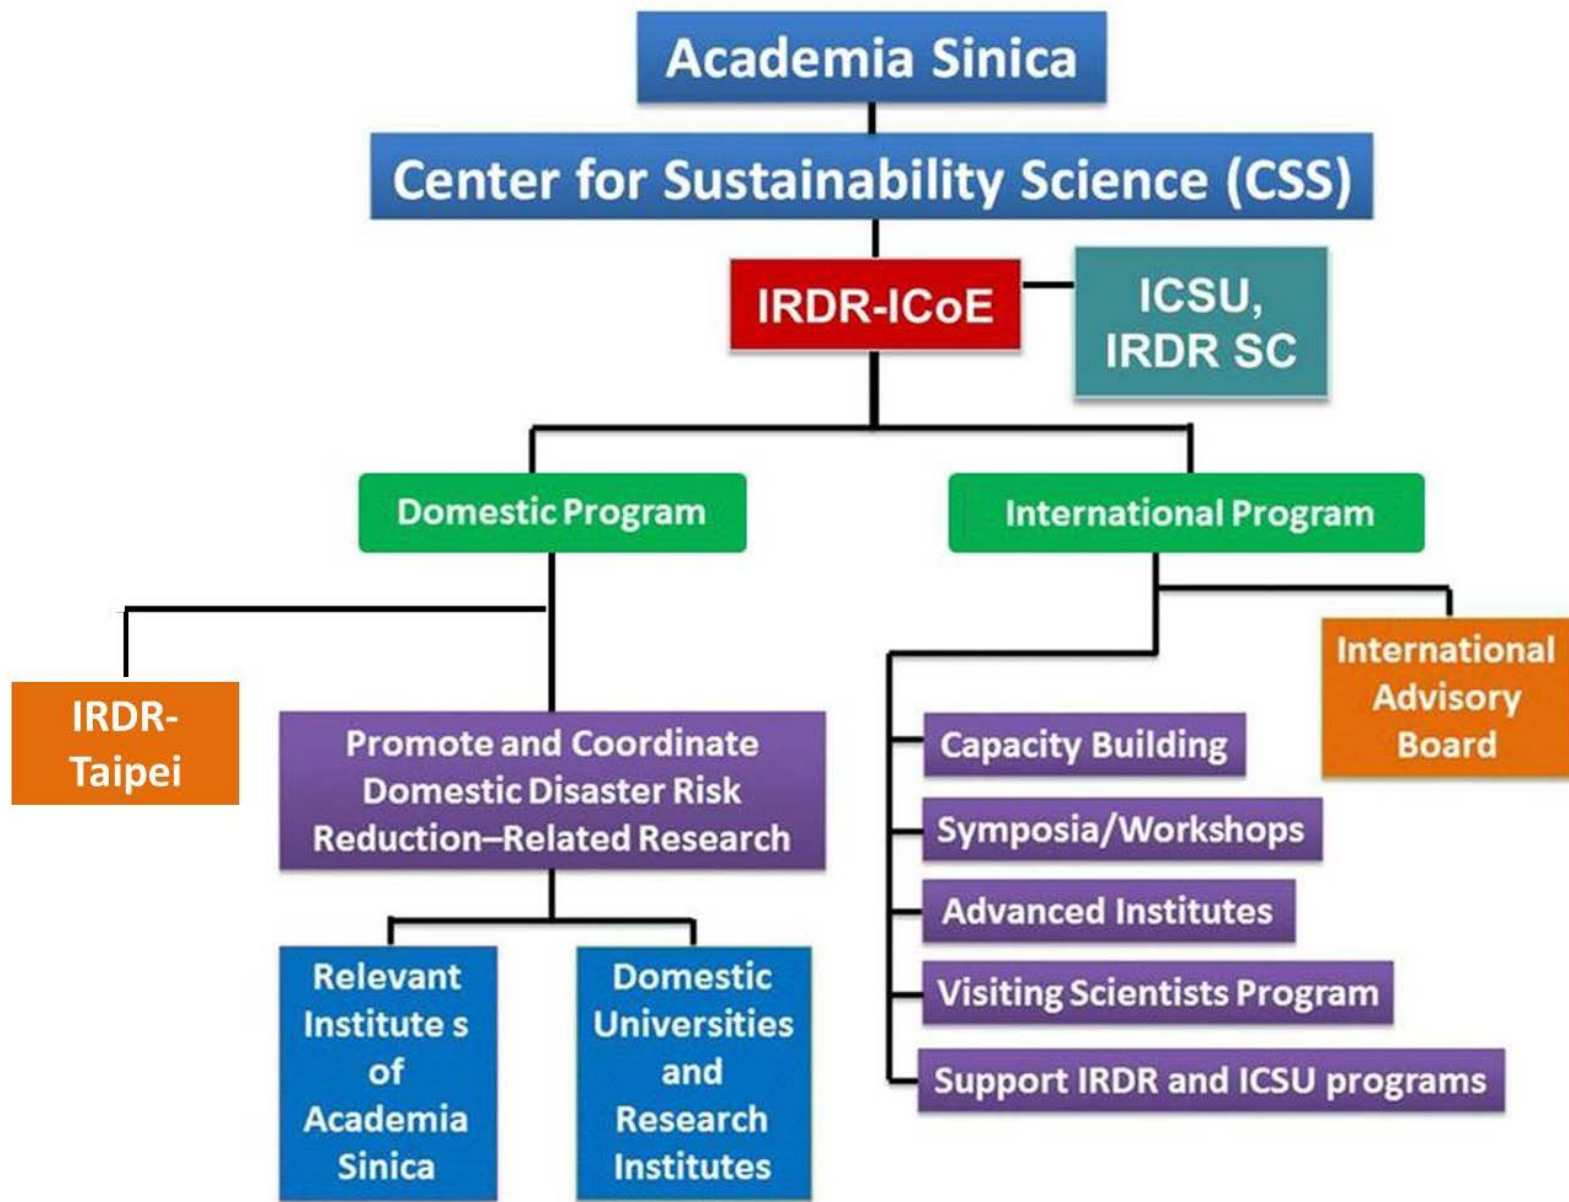 Academia Sinica
Center for Sustainability Science (CSS)
IRDR-ICoE
ICSU,
IRDR SC
Domestic Program
International Program
IRDR-
Taipei
Promote and Coordinate
Domestic Disaster Risk
Reduction–Related Research
Relevant
Institute s
of
Academia
Sinica
Domestic
Universities
and
Research
Institutes
International
Advisory
Board
Capacity Building
Symposia/Workshops
Advanced Institutes
Visiting Scientists Program
Support IRDR and ICSU programs